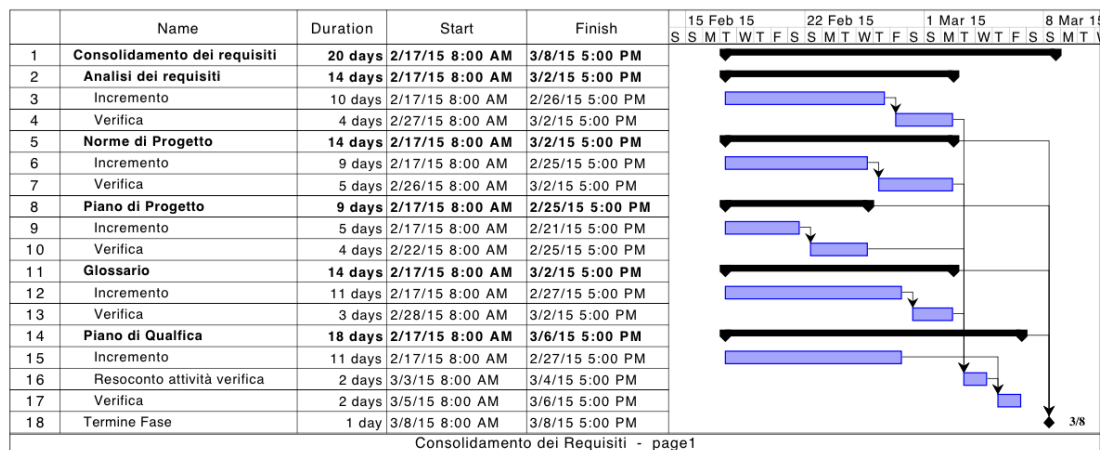 Name Duration Start Finish 15 Feb 15 22 Feb 15 1 Mar 15 8 Mar 15
S S M T W T F S S M T W T F S S M T W T F S S M T W
1 Consolidamento dei requisiti 20 days 2/17/15 8:00 AM 3/8/15 5:00 PM
2 Analisi dei requisiti 14 days 2/17/15 8:00 AM 3/2/15 5:00 PM
3 Incremento 10 days 2/17/15 8:00 AM 2/26/15 5:00 PM
4 Verifica 4 days 2/27/15 8:00 AM 3/2/15 5:00 PM
5 Norme di Progetto 14 days 2/17/15 8:00 AM 3/2/15 5:00 PM
6 Incremento 9 days 2/17/15 8:00 AM 2/25/15 5:00 PM
7 Verifica 5 days 2/26/15 8:00 AM 3/2/15 5:00 PM
8 Piano di Progetto 9 days 2/17/15 8:00 AM 2/25/15 5:00 PM
9 Incremento 5 days 2/17/15 8:00 AM 2/21/15 5:00 PM
10 Verifica 4 days 2/22/15 8:00 AM 2/25/15 5:00 PM
11 Glossario 14 days 2/17/15 8:00 AM 3/2/15 5:00 PM
12 Incremento 11 days 2/17/15 8:00 AM 2/27/15 5:00 PM
13 Verifica 3 days 2/28/15 8:00 AM 3/2/15 5:00 PM
14 Piano di Qualfica 18 days 2/17/15 8:00 AM 3/6/15 5:00 PM
15 Incremento 11 days 2/17/15 8:00 AM 2/27/15 5:00 PM
16 Resoconto attività verifica 2 days 3/3/15 8:00 AM 3/4/15 5:00 PM
17 Verifica 2 days 3/5/15 8:00 AM 3/6/15 5:00 PM
18 Termine Fase 1 day 3/8/15 8:00 AM 3/8/15 5:00 PM 3/8
Consolidamento dei Requisiti - page1